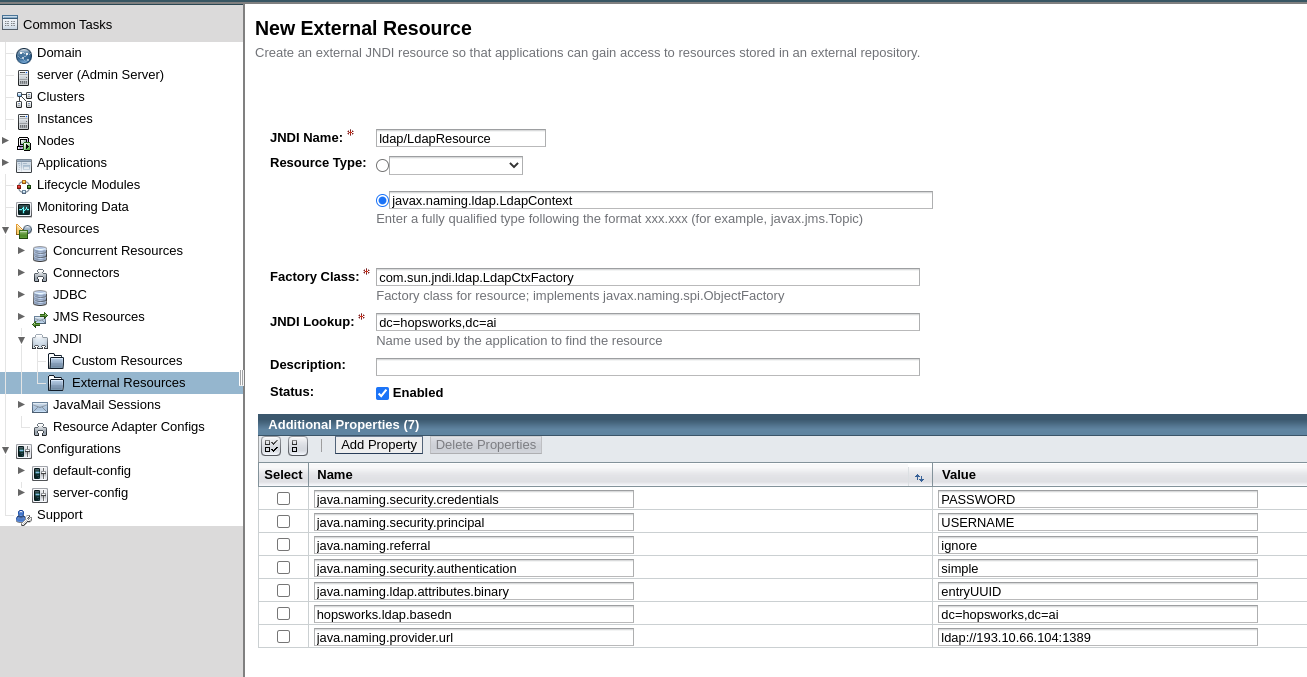 Common Tasks
Domain
server (Admin Server)
Clusters
Instances
Nodes
Applications
Lifecycle Modules
Monitoring Data
Resources
Concurrent Resources
Connectors
JDBC
JMS Resources
JNDI
Custom Resources
External Resources
JavaMail Sessions
Resource Adapter Configs
Configurations
default-config
server-config
Support
New External Resource
Create an external JNDI resource so that applications can gain access to resources stored in an external repository.
JNDI Name: * ldap/LdapResource
Resource Type:
javax.naming.ldap.LdapContext
Enter a fully qualified type following the format xxx.xxx (for example, javax.jms.Topic)
Factory Class: * com.sun.jndi.ldap.LdapCtxFactory
Factory class for resource; implements javax.naming.spi.ObjectFactory
JNDI Lookup: * dc=hopsworks,dc=ai
Name used by the application to find the resource
Description:
Status: Enabled
Additional Properties (7)
Add Property Delete Properties
Select Name Value
java.naming.security.credentials PASSWORD
java.naming.security.principal USERNAME
java.naming.referral ignore
java.naming.security.authentication simple
java.naming.ldap.attributes.binary entryUUID
hopsworks.ldap.basedn dc=hopsworks,dc=ai
java.naming.provider.url ldap://193.10.66.104:1389